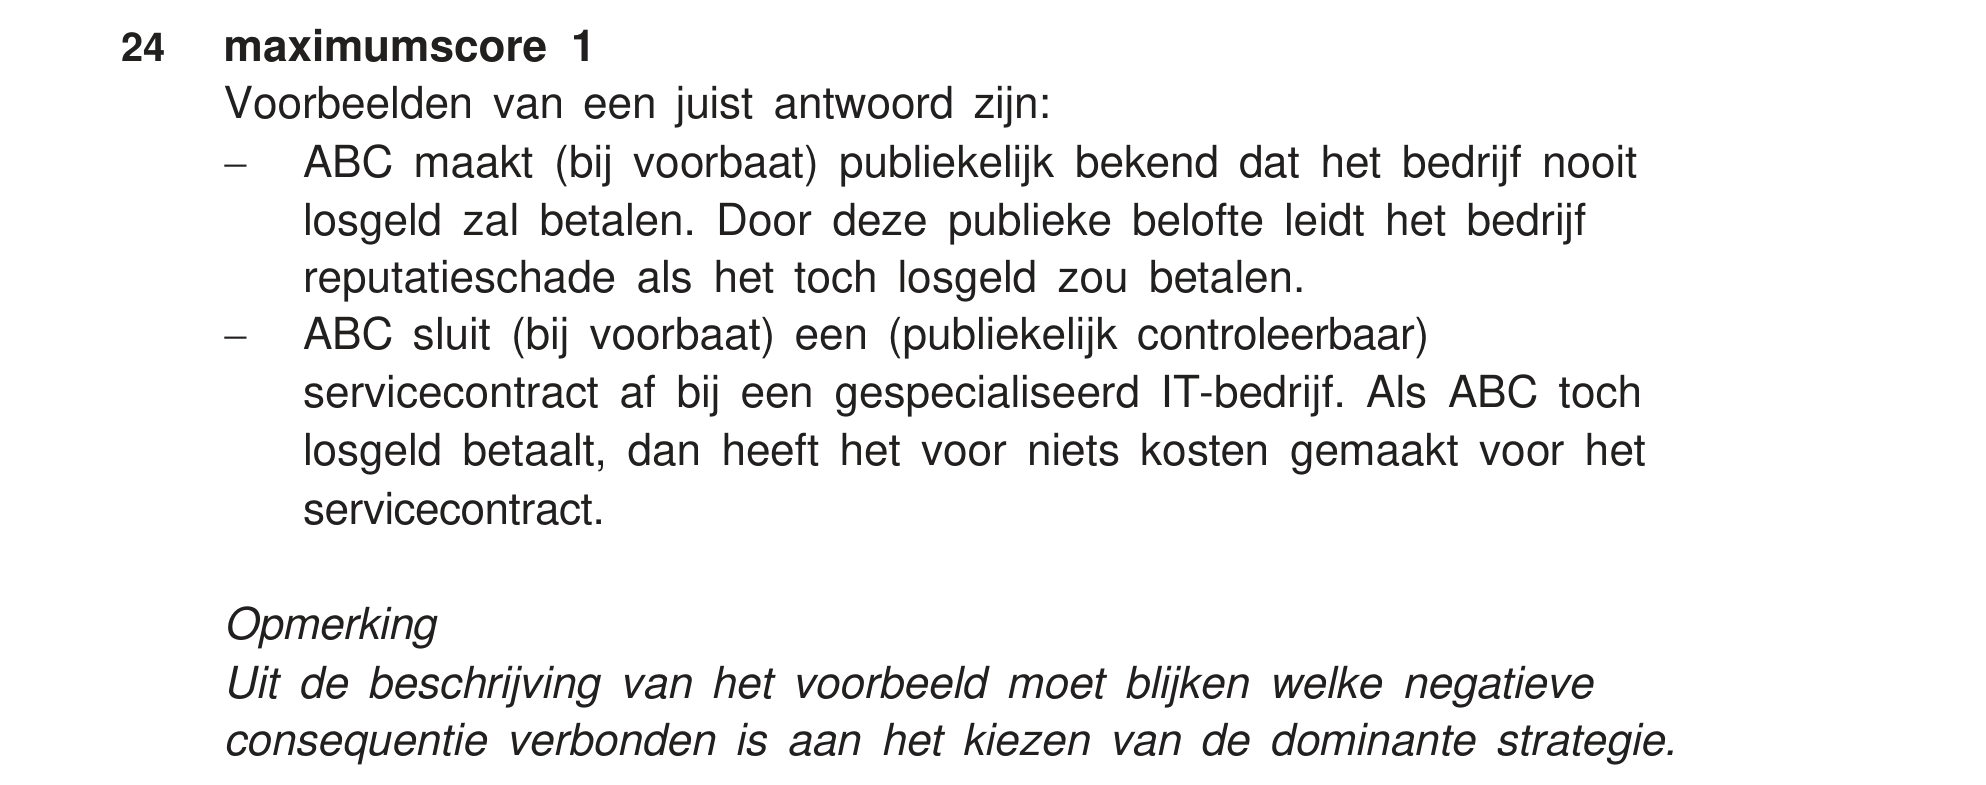 24 maximumscore 1
Voorbeelden van een juist antwoord zijn:
– ABC maakt (bij voorbaat) publiekelijk bekend dat het bedrijf nooit
losgeld zal betalen. Door deze publieke belofte leidt het bedrijf
reputatieschade als het toch losgeld zou betalen.
– ABC sluit (bij voorbaat) een (publiekelijk controleerbaar)
servicecontract af bij een gespecialiseerd IT-bedrijf. Als ABC toch
losgeld betaalt, dan heeft het voor niets kosten gemaakt voor het
servicecontract.
Opmerking
Uit de beschrijving van het voorbeeld moet blijken welke negatieve
consequentie verbonden is aan het kiezen van de dominante strategie.